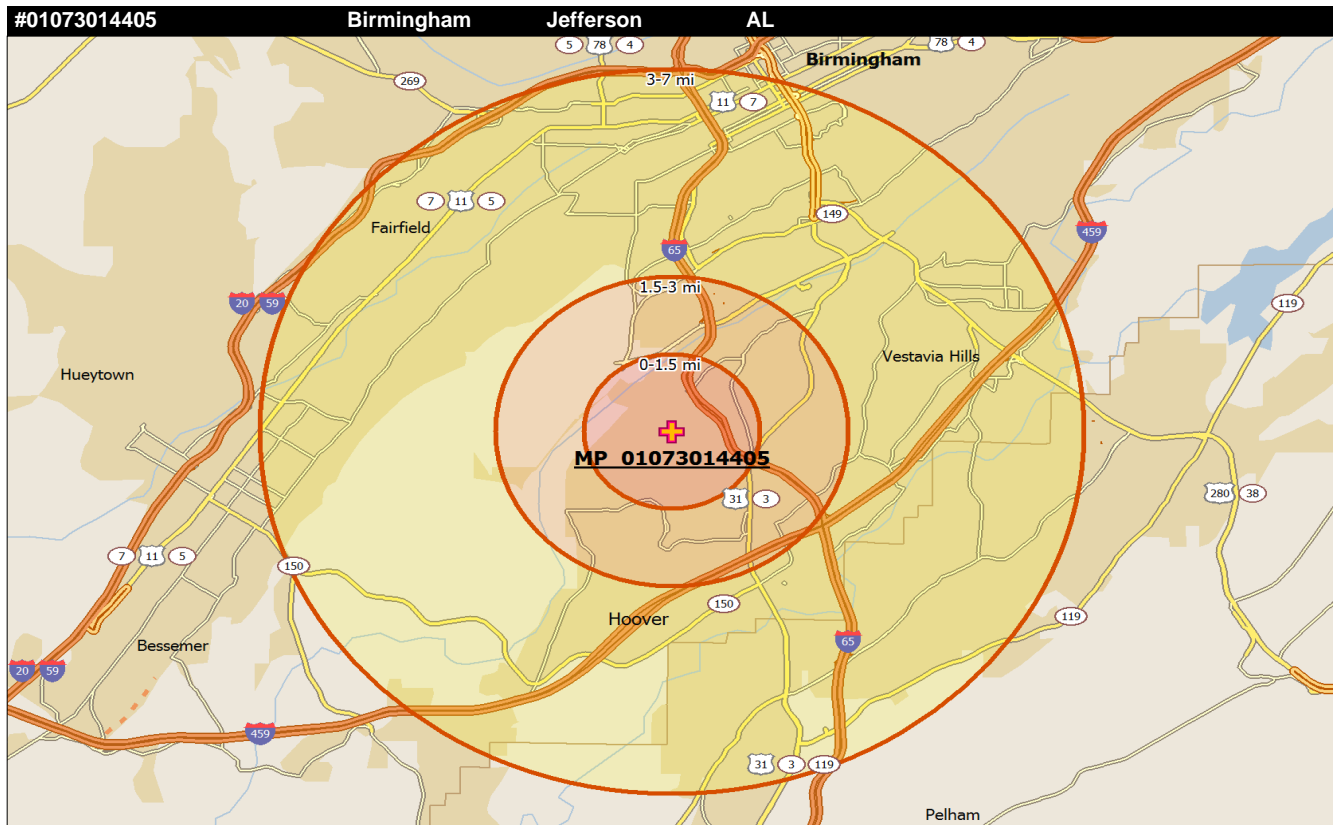 #01073014405 Birmingham Jefferson AL
5 78 4
78 4
Birmingham
3-7 mi
269
11 7
7 11 5
149
Fairfield
459
65
1.5-3 mi
20 59
119
0-1.5 mi
Vestavia Hills
Hueytown
MP 01073014405
31 3
280 38
7 11 5
150
150
119
Hoover
65
Bessemer
20 59
459
31 3 119
Pelham